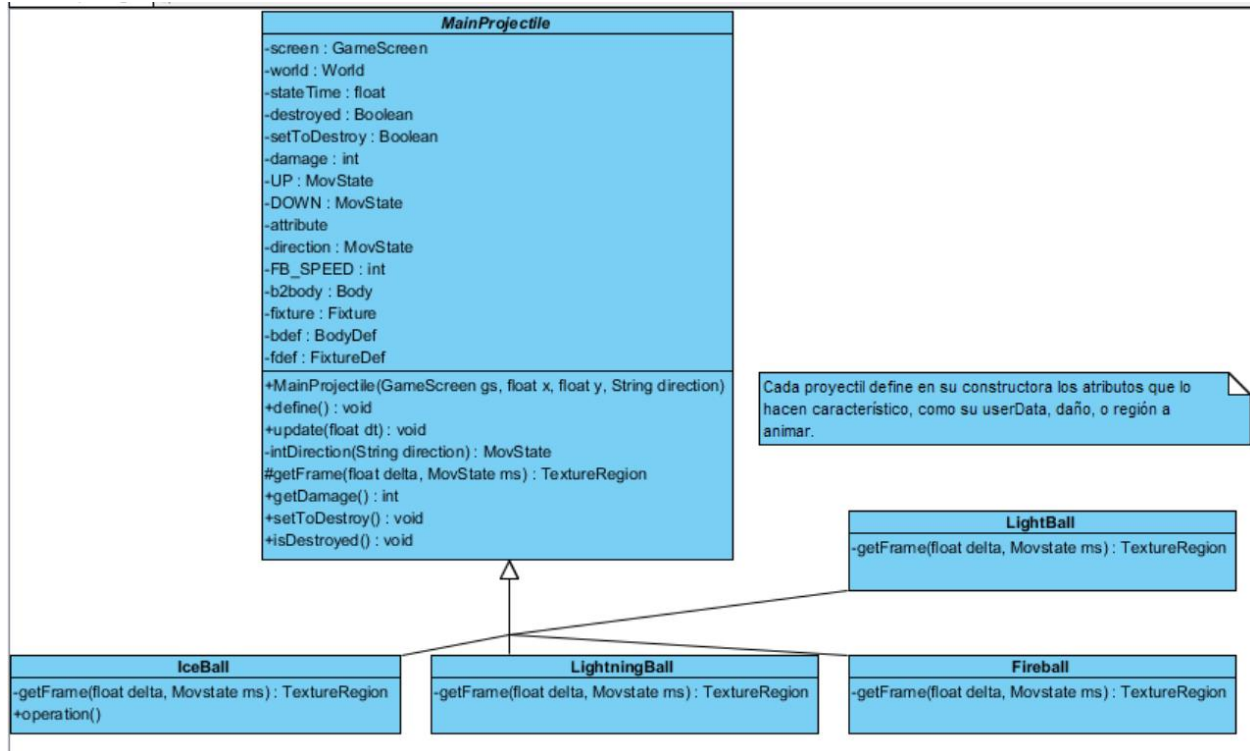 MainProjectile
-screen : GameScreen
-world : World
-stateTime : float
-destroyed : Boolean
-setToDestroy : Boolean
-damage : int
-UP : MovState
-DOWN : MovState
-attribute
-direction : MovState
-FB_SPEED : int
-b2body : Body
-fixture : Fixture
-bdef : BodyDef
-fdef : FixtureDef
+MainProjectile(GameScreen gs, float x, float y, String direction)
+define() : void
+update(float dt) : void
-intDirection(String direction) : MovState
#getFrame(float delta, MovState ms) : TextureRegion
+getDamage() : int
+setToDestroy() : void
+isDestroyed() : void
Cada proyectil define en su constructora los atributos que lo
hacen característico, como su userData, daño, o región a
animar.
LightBall
-getFrame(float delta, Movstate ms) : TextureRegion
IceBall
-getFrame(float delta, Movstate ms) : TextureRegion
+operation()
LightningBall
-getFrame(float delta, Movstate ms) : TextureRegion
Fireball
-getFrame(float delta, Movstate ms) : TextureRegion